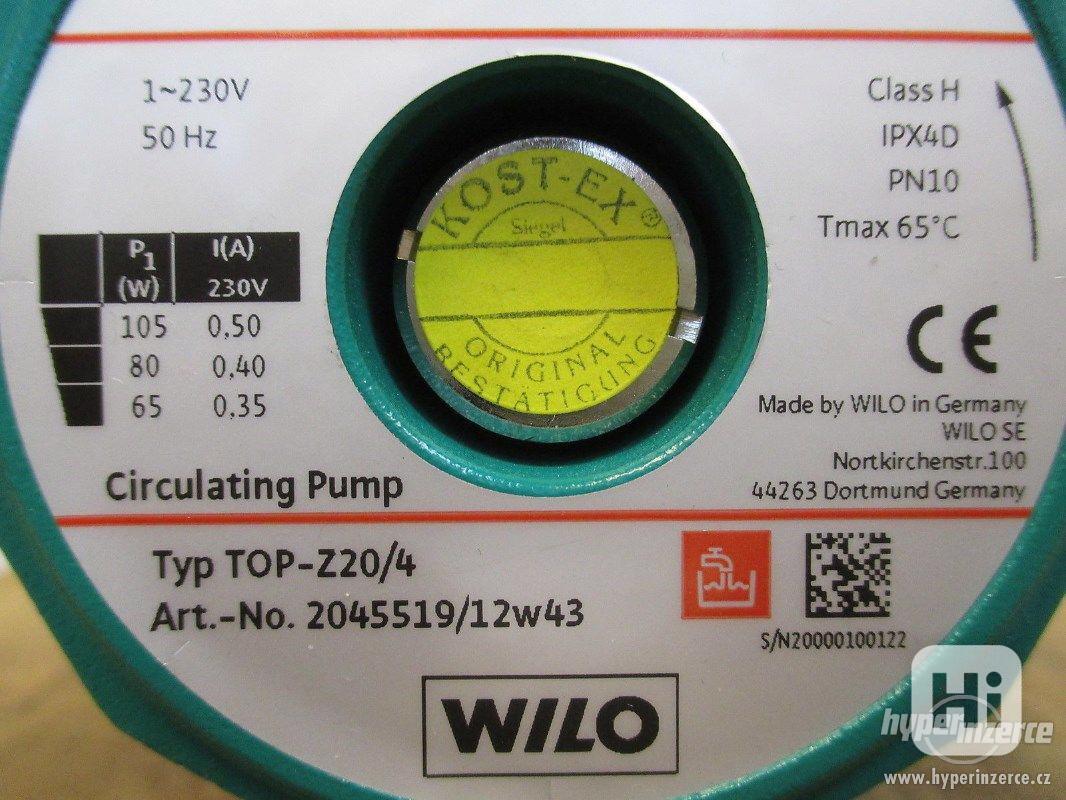 1~230V
50 Hz
Class H
IPX4D
PN10
Tmax 65°C
KOST-EX®
Siegel
ORIGINAL
BESTÄTIGUNG
P1 I(A)
(W) 230V
105 0,50
80 0,40
65 0,35
CE
Made by WILO in Germany
WILO SE
Nortkirchenstr.100
44263 Dortmund Germany
Circulating Pump
Typ TOP-Z20/4
Art.-No. 2045519/12w43
S/N20000100122
WILO
Hi
hyperinzerce
www.hyperinzerce.cz